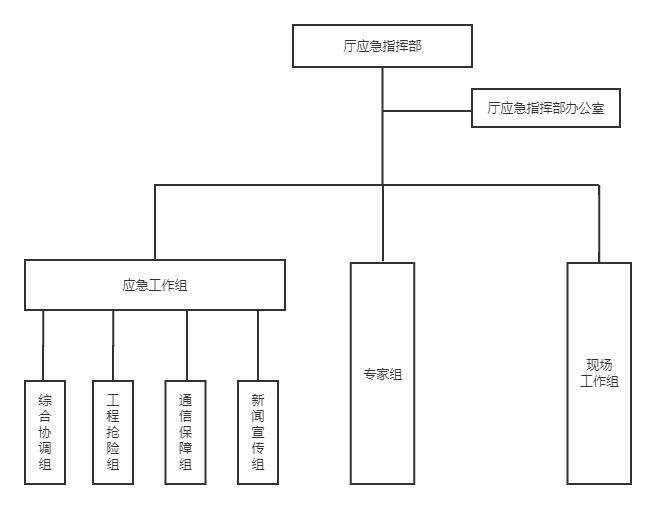 厅应急指挥部
厅应急指挥部办公室
应急工作组
专家组
现场
工作组
综合协调组
工程抢险组
通信保障组
新闻宣传组